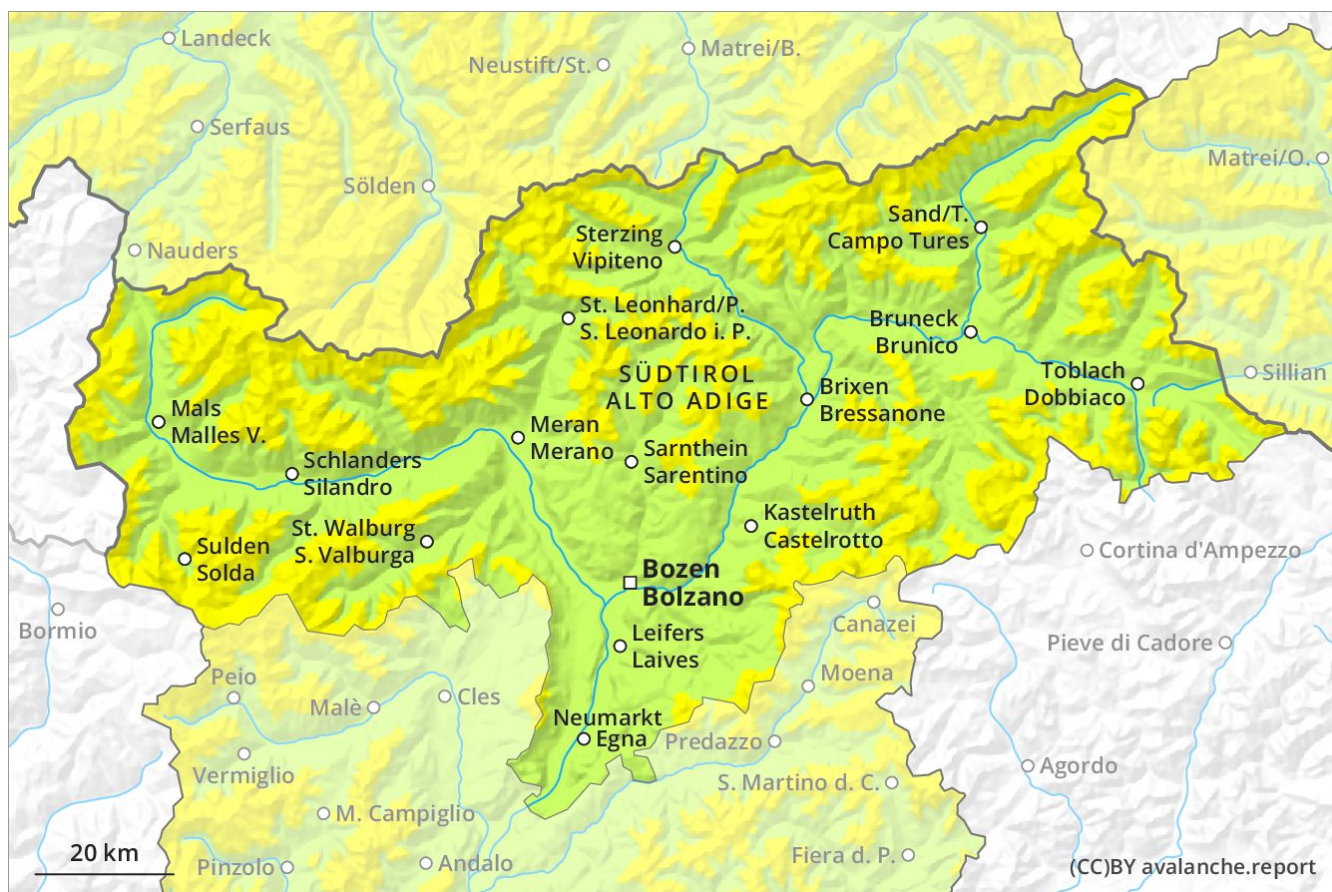 Landeck
Matrei/B.
Neustift/St.
Serfaus
Matrei/O.
Sölden
Nauders
Sand/T.
Campo Tures
Sterzing
Vipiteno
St. Leonhard/P.
S. Leonardo i. P.
Bruneck
Brunico
SÜDTIROL
ALTO ADIGE
Toblach
Dobbiaco
Sillian
Brixen
Bressanone
Mals
Malles V.
Meran
Merano
Sarnthein
Sarentino
Schlanders
Silandro
Kastelruth
Castelrotto
St. Walburg
S. Valburga
Sulden
Solda
Cortina d'Ampezzo
Bozen
Bolzano
Bormio
Canazei
Leifers
Laives
Pieve di Cadore
Peio
Moena
Malè
Cles
Neumarkt
Egna
Predazzo
Vermiglio
Agordo
S. Martino d. C.
M. Campiglio
20 km
Pinzolo
Andalo
Fiera d. P.
(CC)BY avalanche.report